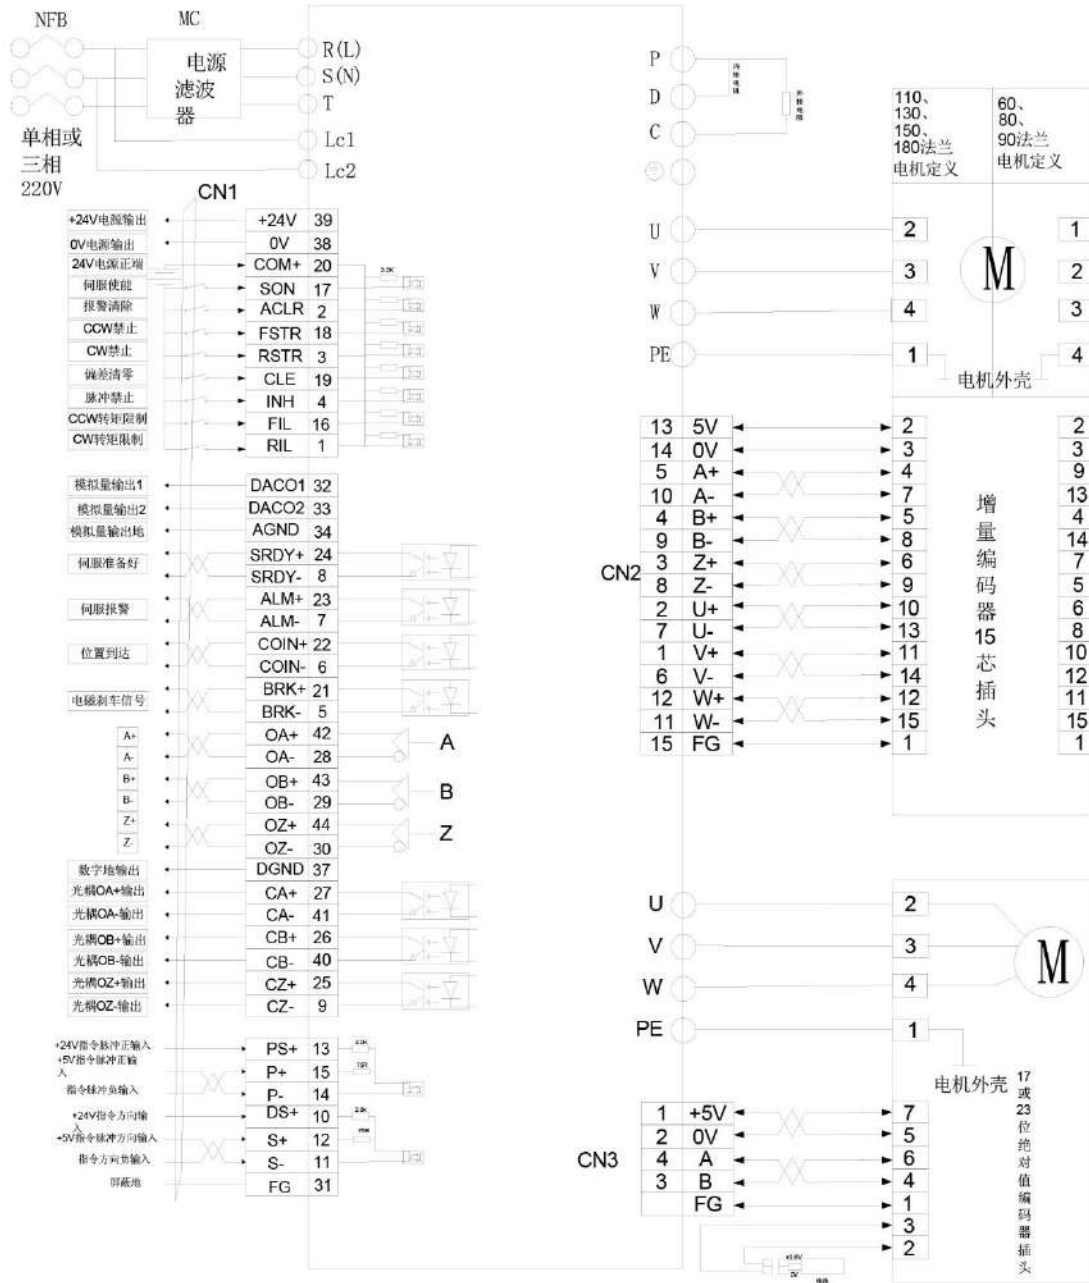 NFB
MC
电源
滤波
器
R(L)
S(N)
T
Lc1
Lc2
单相或
三相
220V
P
D
C
内接电阻
外接电阻
110、
130、
150、
180法兰
电机定义
60、
80、
90法兰
电机定义
U 2 1
V 3 2
W 4 3
PE 1 4
M
电机外壳
CN1
+24V电源输出 +24V 39
0V电源输出 0V 38
24V电源正端 COM+ 20
伺服使能 SON 17
报警清除 ACLR 2
CCW禁止 FSTR 18
CW禁止 RSTR 3
偏差清零 CLE 19
脉冲禁止 INH 4
CCW转矩限制 FIL 16
CW转矩限制 RIL 1
模拟量输出1 DACO1 32
模拟量输出2 DACO2 33
模拟量输出地 AGND 34
伺服准备好 SRDY+ 24
SRDY- 8
伺服报警 ALM+ 23
ALM- 7
位置到达 COIN+ 22
COIN- 6
电磁刹车信号 BRK+ 21
BRK- 5
A+ OA+ 42 A
A- OA- 28
B+ OB+ 43 B
B- OB- 29
Z+ OZ+ 44 Z
Z- OZ- 30
数字地输出 DGND 37
光耦OA+输出 CA+ 27
光耦OA-输出 CA- 41
光耦OB+输出 CB+ 26
光耦OB-输出 CB- 40
光耦OZ+输出 CZ+ 25
光耦OZ-输出 CZ- 9
+24V指令脉冲正输入 PS+ 13
+5V指令脉冲正输
入
P+ 15
指令脉冲负输入 P- 14
+24V指令方向输
入
DS+ 10
+5V指令脉冲方向输入 S+ 12
指令方向负输入 S- 11
屏蔽地 FG 31
CN2
13 5V 2 2
14 0V 3 3
5 A+ 4 9
10 A- 7 13
4 B+ 5 4
9 B- 8 14
3 Z+ 6 7
8 Z- 9 5
2 U+ 10 6
7 U- 13 8
1 V+ 11 10
6 V- 14 12
12 W+ 12 11
11 W- 15 15
15 FG 1 1
增量编码器15芯插头
U 2
V 3
W 4
PE 1
M
电机外壳
CN3
1 +5V 7
2 0V 5
4 A 6
3 B 4
FG 1
3
2
17或23位绝对值编码器插头